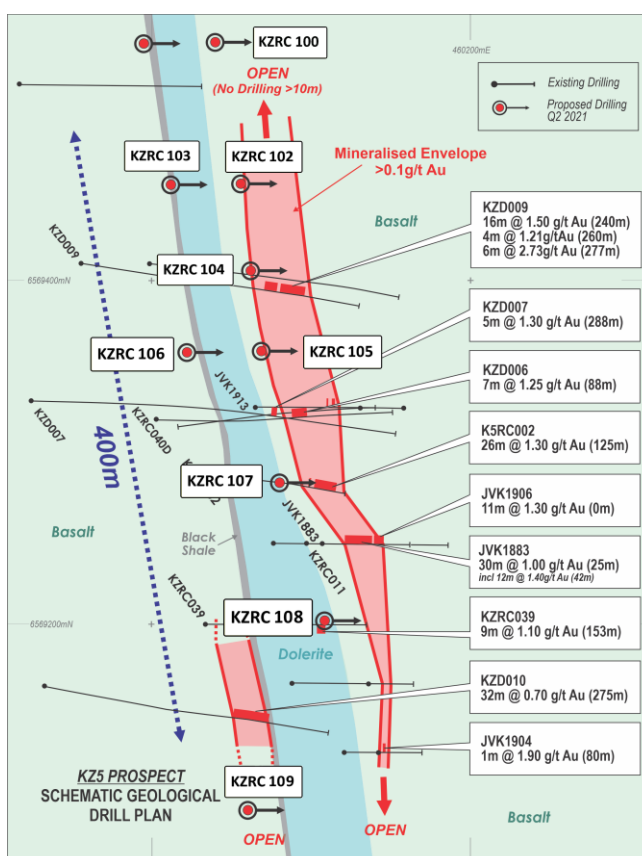 KZRC 100
460200mE
OPEN
(No Drilling >10m)
Existing Drilling
Proposed Drilling
Q2 2021
KZRC 103
KZRC 102
Mineralised Envelope
>0.1g/t Au
Basalt
KZD009
KZD009
16m @ 1.50 g/t Au (240m)
4m @ 1.21g/tAu (260m)
6m @ 2.73g/t Au (277m)
KZRC 104
6569400mN
KZD007
5m @ 1.30 g/t Au (288m)
KZRC 106
KZRC 105
KZD006
7m @ 1.25 g/t Au (88m)
JVK1913
KZD007
KZRC040D
400m
K5RC002
26m @ 1.30 g/t Au (125m)
KZRC 107
JVK1906
11m @ 1.30 g/t Au (0m)
JVK1883
KZRC011
Basalt
Black
Shale
JVK1883
30m @ 1.00 g/t Au (25m)
incl 12m @ 1.40g/t Au (42m)
KZRC039
6569200mN
KZRC 108
KZRC039
9m @ 1.10 g/t Au (153m)
Dolerite
KZD010
32m @ 0.70 g/t Au (275m)
JVK1904
1m @ 1.90 g/t Au (80m)
KZ5 PROSPECT
SCHEMATIC GEOLOGICAL
DRILL PLAN
KZRC 109
OPEN
OPEN
Basalt